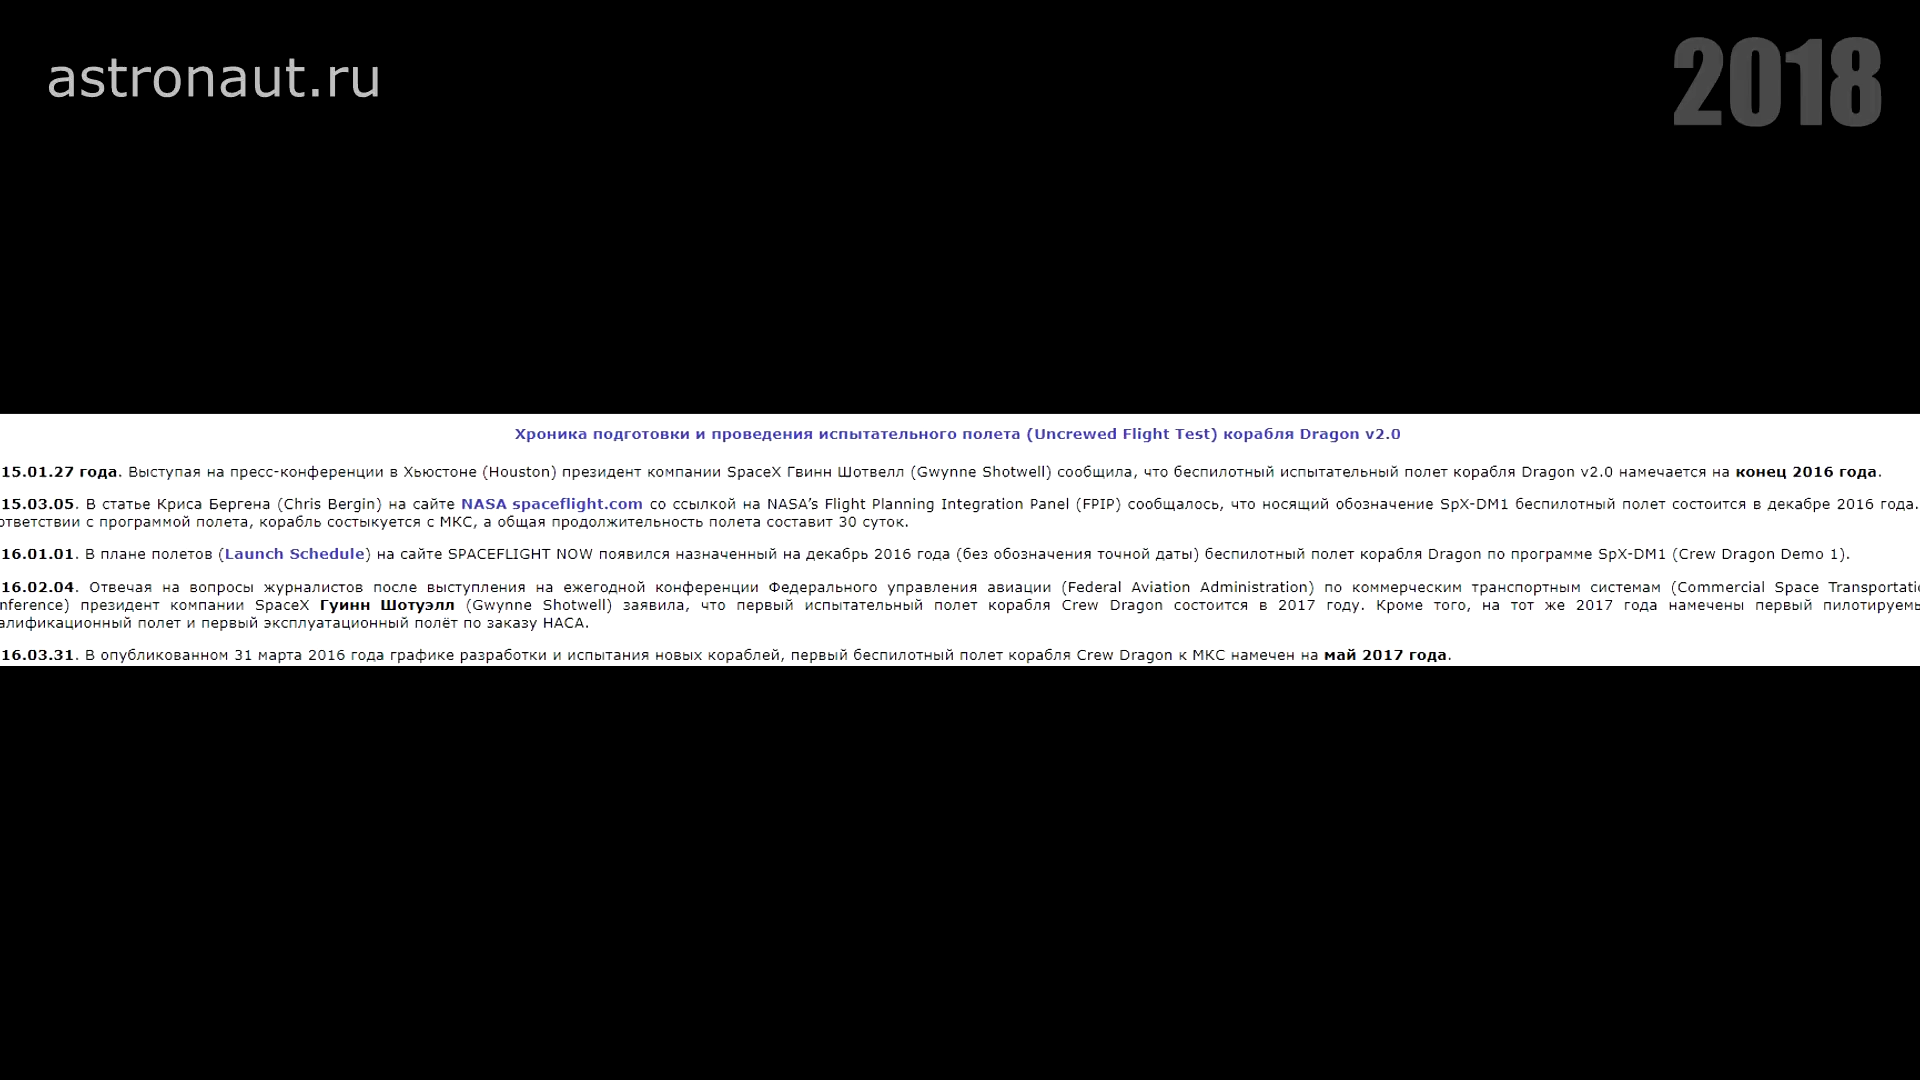 astronaut.ru
2018
Хроника подготовки и проведения испытательного полета (Uncrewed Flight Test) корабля Dragon v2.0
15.01.27 года. Выступая на пресс-конференции в Хьюстоне (Houston) президент компании SpaceX Гвинн Шотвелл (Gwynne Shotwell) сообщила, что беспилотный испытательный полет корабля Dragon v2.0 намечается на конец 2016 года.
15.03.05. В статье Криса Бергена (Chris Bergin) на сайте NASA spaceflight.com со ссылкой на NASA’s Flight Planning Integration Panel (FPIP) сообщалось, что носящий обозначение SpX-DM1 беспилотный полет состоится в декабре 2016 года.
ответствии с программой полета, корабль состыкуется с МКС, а общая продолжительность полета составит 30 суток.
16.01.01. В плане полетов (Launch Schedule) на сайте SPACEFLIGHT NOW появился назначенный на декабрь 2016 года (без обозначения точной даты) беспилотный полет корабля Dragon по программе SpX-DM1 (Crew Dragon Demo 1).
16.02.04. Отвечая на вопросы журналистов после выступления на ежегодной конференции Федерального управления авиации (Federal Aviation Administration) по коммерческим транспортным системам (Commercial Space Transportatio
nference) президент компании SpaceX Гуинн Шотуэлл (Gwynne Shotwell) заявила, что первый испытательный полет корабля Crew Dragon состоится в 2017 году. Кроме того, на тот же 2017 года намечены первый пилотируемы
алификационный полет и первый эксплуатационный полёт по заказу НАСА.
16.03.31. В опубликованном 31 марта 2016 года графике разработки и испытания новых кораблей, первый беспилотный полет корабля Crew Dragon к МКС намечен на май 2017 года.